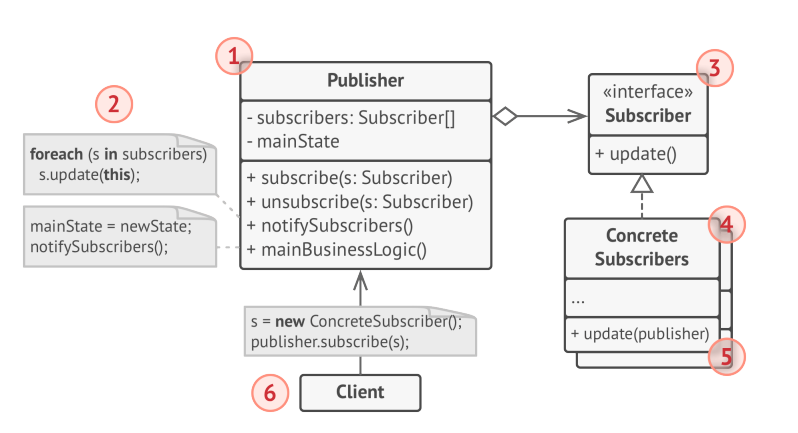 1
Publisher
- subscribers: Subscriber[]
- mainState
+ subscribe(s: Subscriber)
+ unsubscribe(s: Subscriber)
+ notifySubscribers()
+ mainBusinessLogic()
2
foreach (s in subscribers)
s.update(this);
mainState = newState;
notifySubscribers();
3
«interface»
Subscriber
+ update()
4
Concrete
Subscribers
...
+ update(publisher)
5
s = new ConcreteSubscriber();
publisher.subscribe(s);
6
Client